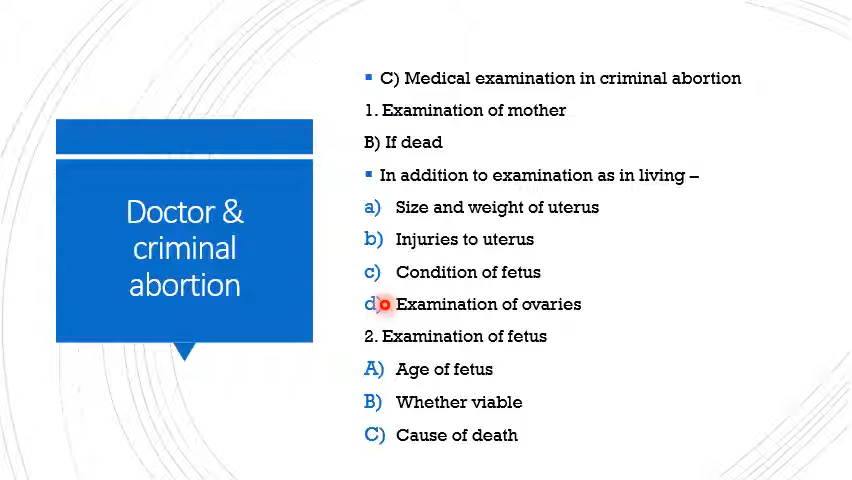 Doctor &
criminal
abortion
C) Medical examination in criminal abortion
1. Examination of mother
B) If dead
In addition to examination as in living –
a) Size and weight of uterus
b) Injuries to uterus
c) Condition of fetus
d) Examination of ovaries
2. Examination of fetus
A) Age of fetus
B) Whether viable
C) Cause of death